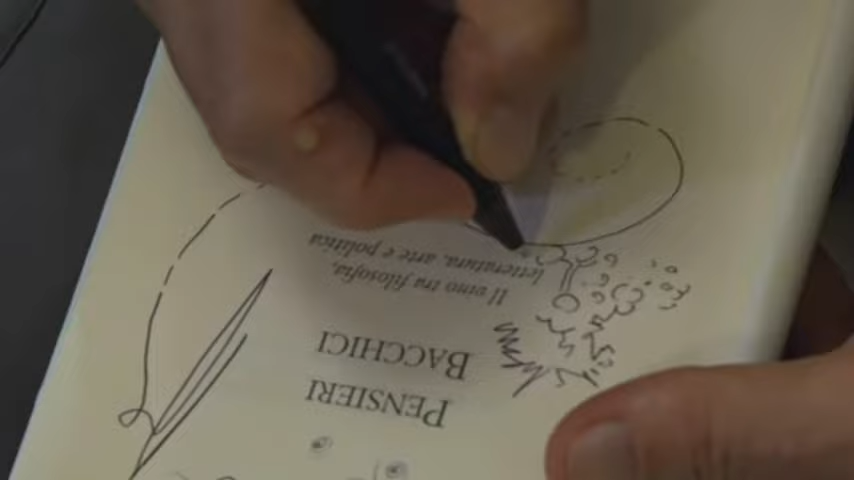 PENSIERI
BACCHICI
Il vino tra filosofia,
letteratura, arte e politica